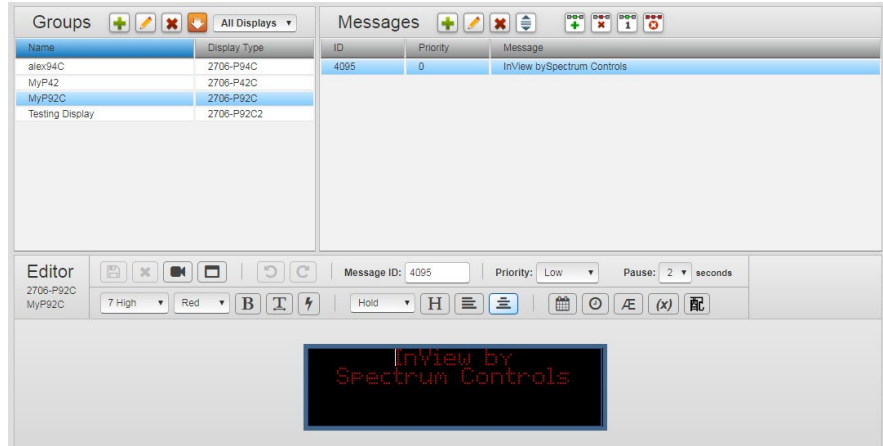 Groups All Displays
Name Display Type
alex94C 2706-P94C
MyP42 2706-P42C
MyP92C 2706-P92C
Testing Display 2706-P92C2
Messages 1
ID Priority Message
4095 0 InView bySpectrum Controls
Editor
2706-P92C
MyP92C
Message ID: 4095 Priority: Low Pause: 2 seconds
7 High Red B T Hold H Æ (x) 配
InView by
Spectrum Controls